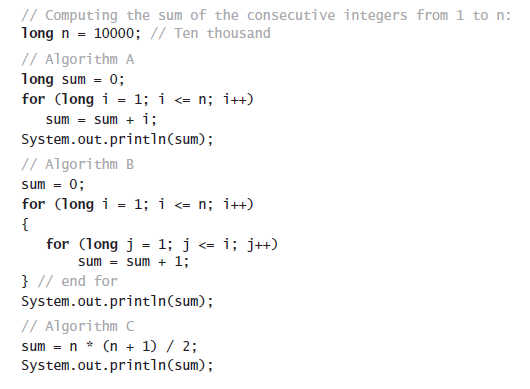 // Computing the sum of the consecutive integers from 1 to n:
long n = 10000; // Ten thousand
// Algorithm A
long sum = 0;
for (long i = 1; i <= n; i++)
   sum = sum + i;
System.out.println(sum);
// Algorithm B
sum = 0;
for (long i = 1; i <= n; i++)
{
   for (long j = 1; j <= i; j++)
       sum = sum + 1;
} // end for
System.out.println(sum);
// Algorithm C
sum = n * (n + 1) / 2;
System.out.println(sum);